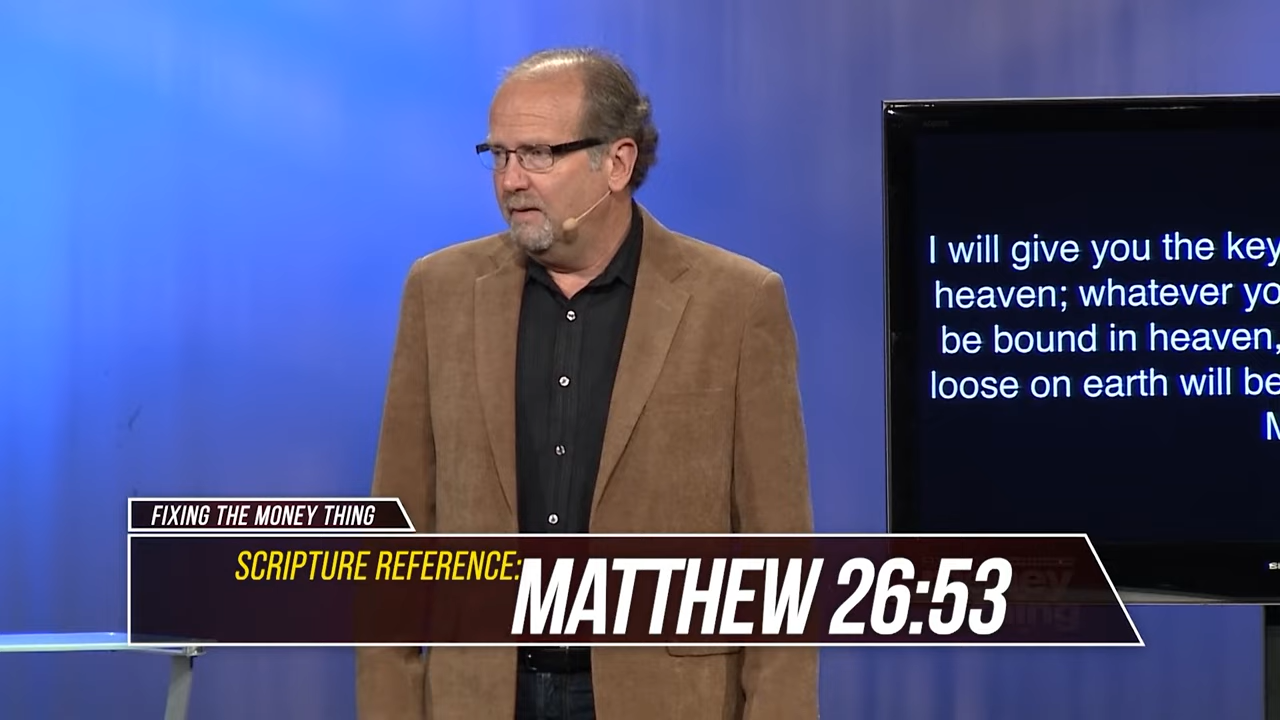 I will give you the key
heaven; whatever yo
be bound in heaven,
loose on earth will be
M
FIXING THE MONEY THING
SCRIPTURE REFERENCE:
MATTHEW 26:53